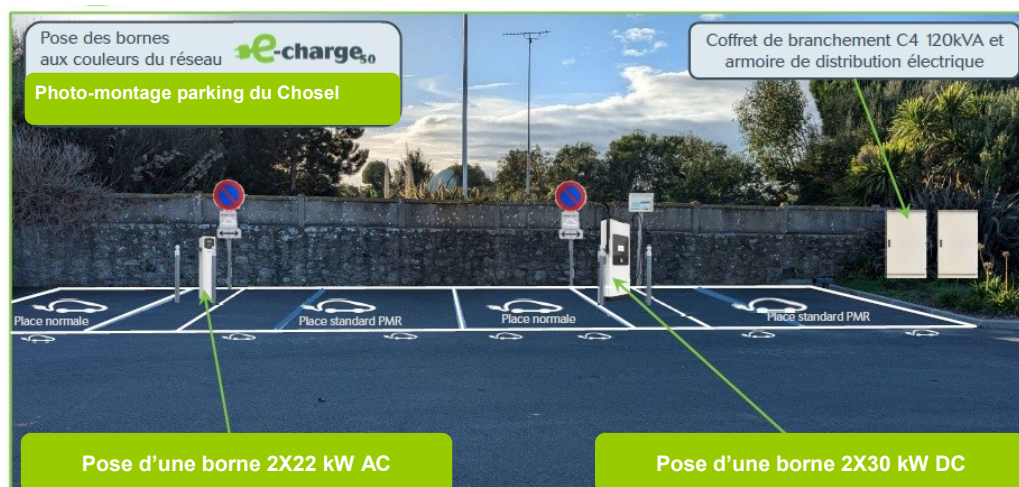 Pose des bornes
aux couleurs du réseau e-charge50
Photo-montage parking du Chosel
Coffret de branchement C4 120kVA et
armoire de distribution électrique
Place normale
Place standard PMR
Place normale
Place standard PMR
Pose d’une borne 2X22 kW AC
Pose d’une borne 2X30 kW DC